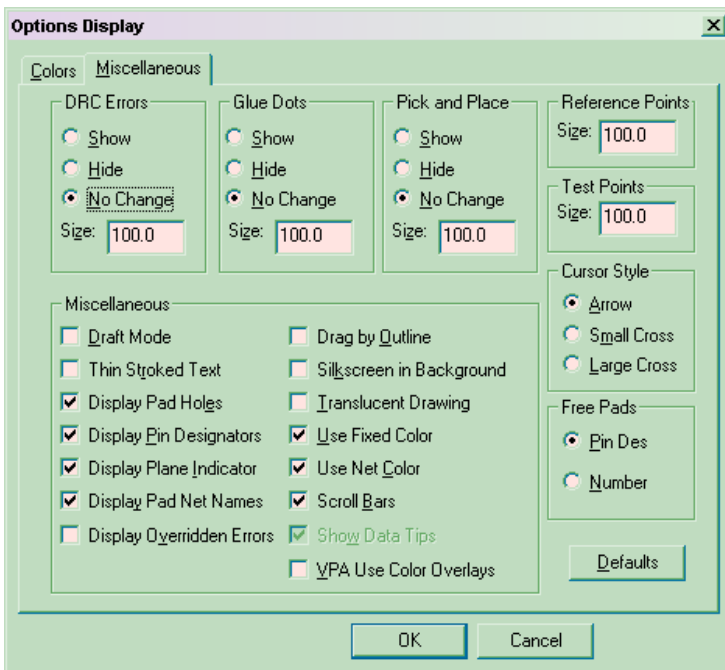 Options Display
Colors
Miscellaneous
DRC Errors
Show
Hide
No Change
Size: 100.0
Glue Dots
Show
Hide
No Change
Size: 100.0
Pick and Place
Show
Hide
No Change
Size: 100.0
Reference Points
Size: 100.0
Test Points
Size: 100.0
Cursor Style
Arrow
Small Cross
Large Cross
Miscellaneous
Draft Mode
Thin Stroked Text
Display Pad Holes
Display Pin Designators
Display Plane Indicator
Display Pad Net Names
Display Overridden Errors
Drag by Outline
Silkscreen in Background
Translucent Drawing
Use Fixed Color
Use Net Color
Scroll Bars
Show Data Tips
VPA Use Color Overlays
Free Pads
Pin Des
Number
Defaults
OK
Cancel